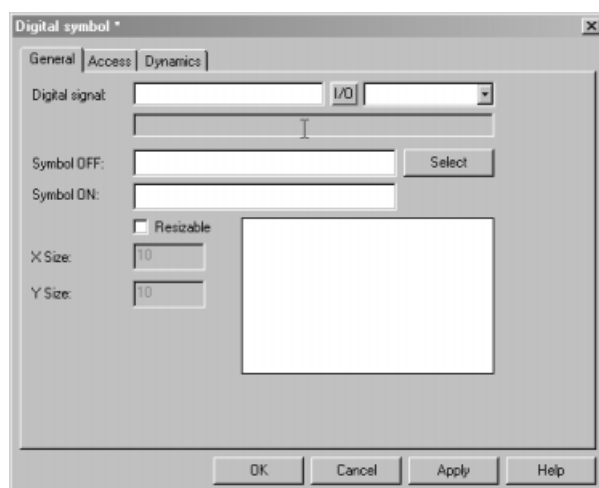 Digital symbol *
General Access Dynamics
Digital signal: I/O
Symbol OFF: Select
Symbol ON:
Resizable
X Size: 10
Y Size: 10
OK Cancel Apply Help